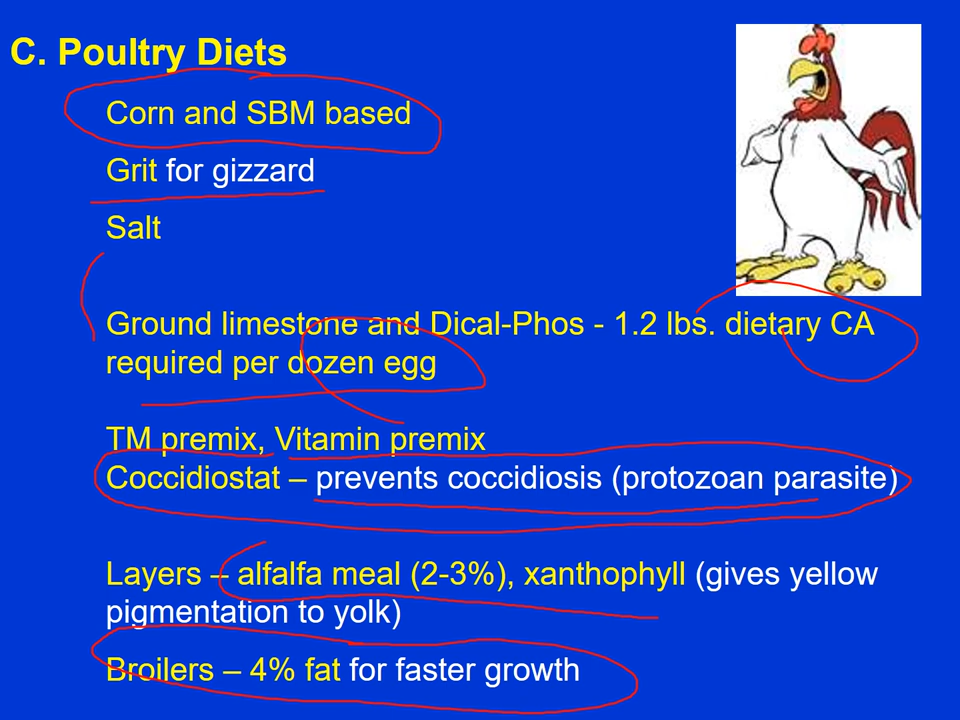 C. Poultry Diets
Corn and SBM based
Grit for gizzard
Salt
Ground limestone and Dical-Phos - 1.2 lbs. dietary CA
required per dozen egg
TM premix, Vitamin premix
Coccidiostat – prevents coccidiosis (protozoan parasite)
Layers – alfalfa meal (2-3%), xanthophyll (gives yellow
pigmentation to yolk)
Broilers – 4% fat for faster growth